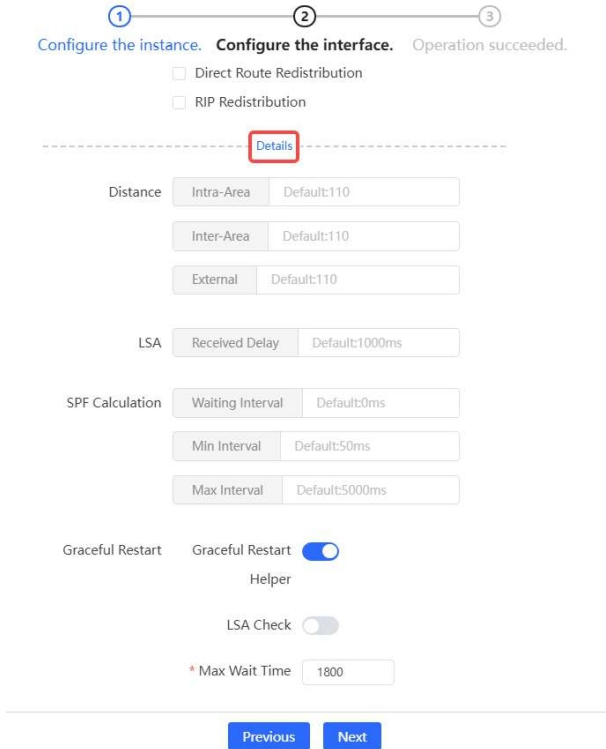 1 2 3
Configure the instance. Configure the interface. Operation succeeded.
Direct Route Redistribution
RIP Redistribution
Details
Distance Intra-Area Default:110
Inter-Area Default:110
External Default:110
LSA Received Delay Default:1000ms
SPF Calculation Waiting Interval Default:0ms
Min Interval Default:50ms
Max Interval Default:5000ms
Graceful Restart Graceful Restart
Helper
LSA Check
* Max Wait Time 1800
Previous Next